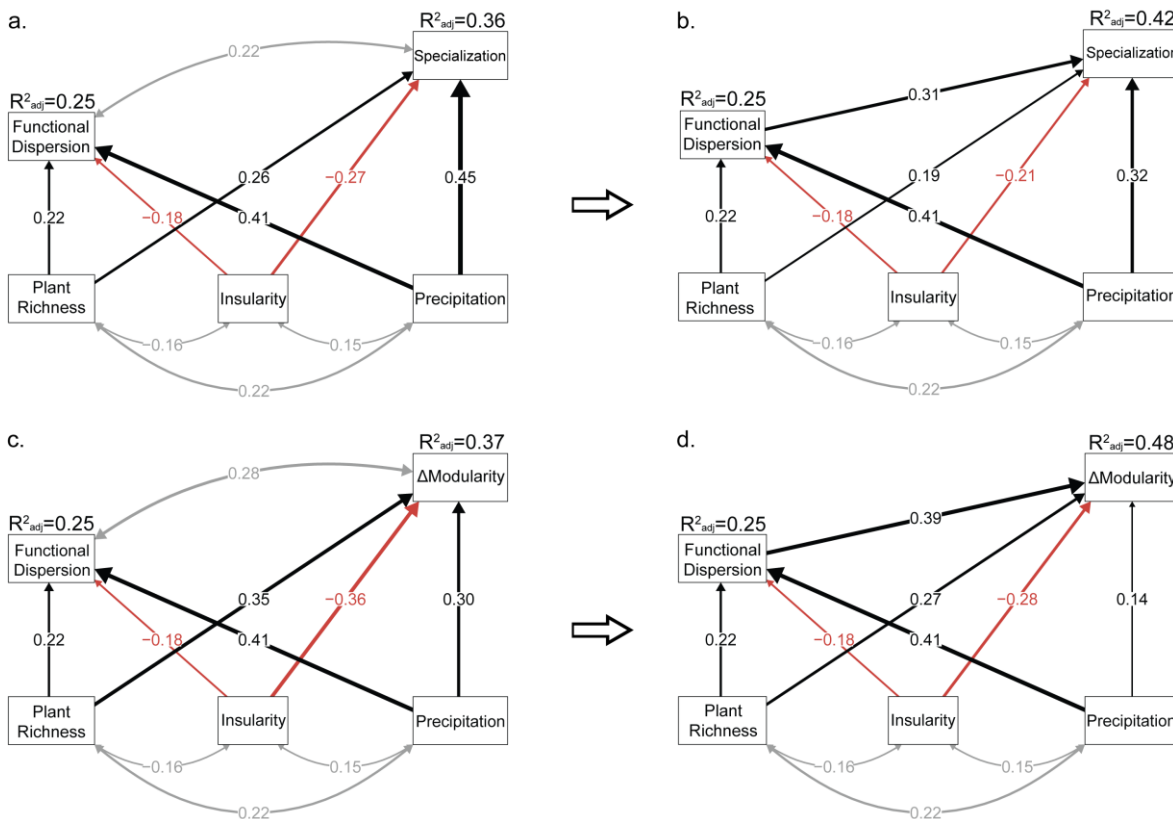 a.
R²adj=0.36
Specialization
0.22
R²adj=0.25
Functional
Dispersion
0.26
−0.27
0.45
0.22
−0.18
0.41
Plant
Richness
Insularity
Precipitation
−0.16
0.15
0.22
b.
R²adj=0.42
Specialization
0.31
R²adj=0.25
Functional
Dispersion
0.19
−0.21
0.32
0.22
−0.18
0.41
Plant
Richness
Insularity
Precipitation
−0.16
0.15
0.22
c.
R²adj=0.37
ΔModularity
0.28
R²adj=0.25
Functional
Dispersion
0.35
−0.36
0.30
0.22
−0.18
0.41
Plant
Richness
Insularity
Precipitation
−0.16
0.15
0.22
d.
R²adj=0.48
ΔModularity
0.39
R²adj=0.25
Functional
Dispersion
0.27
−0.28
0.14
0.22
−0.18
0.41
Plant
Richness
Insularity
Precipitation
−0.16
0.15
0.22